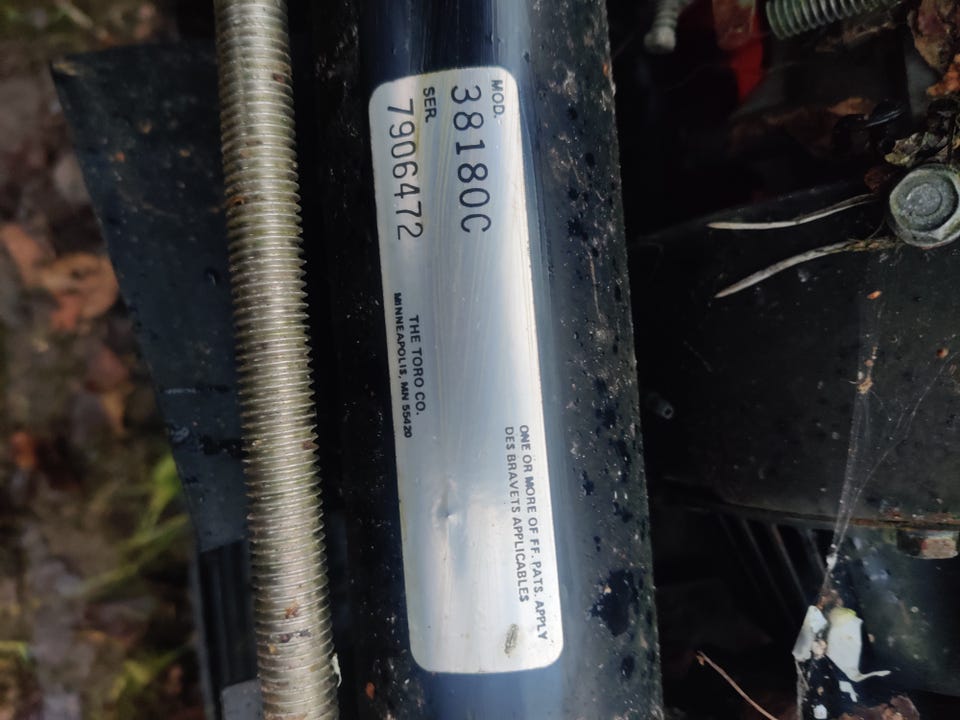 MOD.
38180C
SER.
7906472
THE TORO CO.
MINNEAPOLIS, MN 55420
ONE OR MORE OF FF. PATS. APPLY
DES BRAVETS APPLICABLES